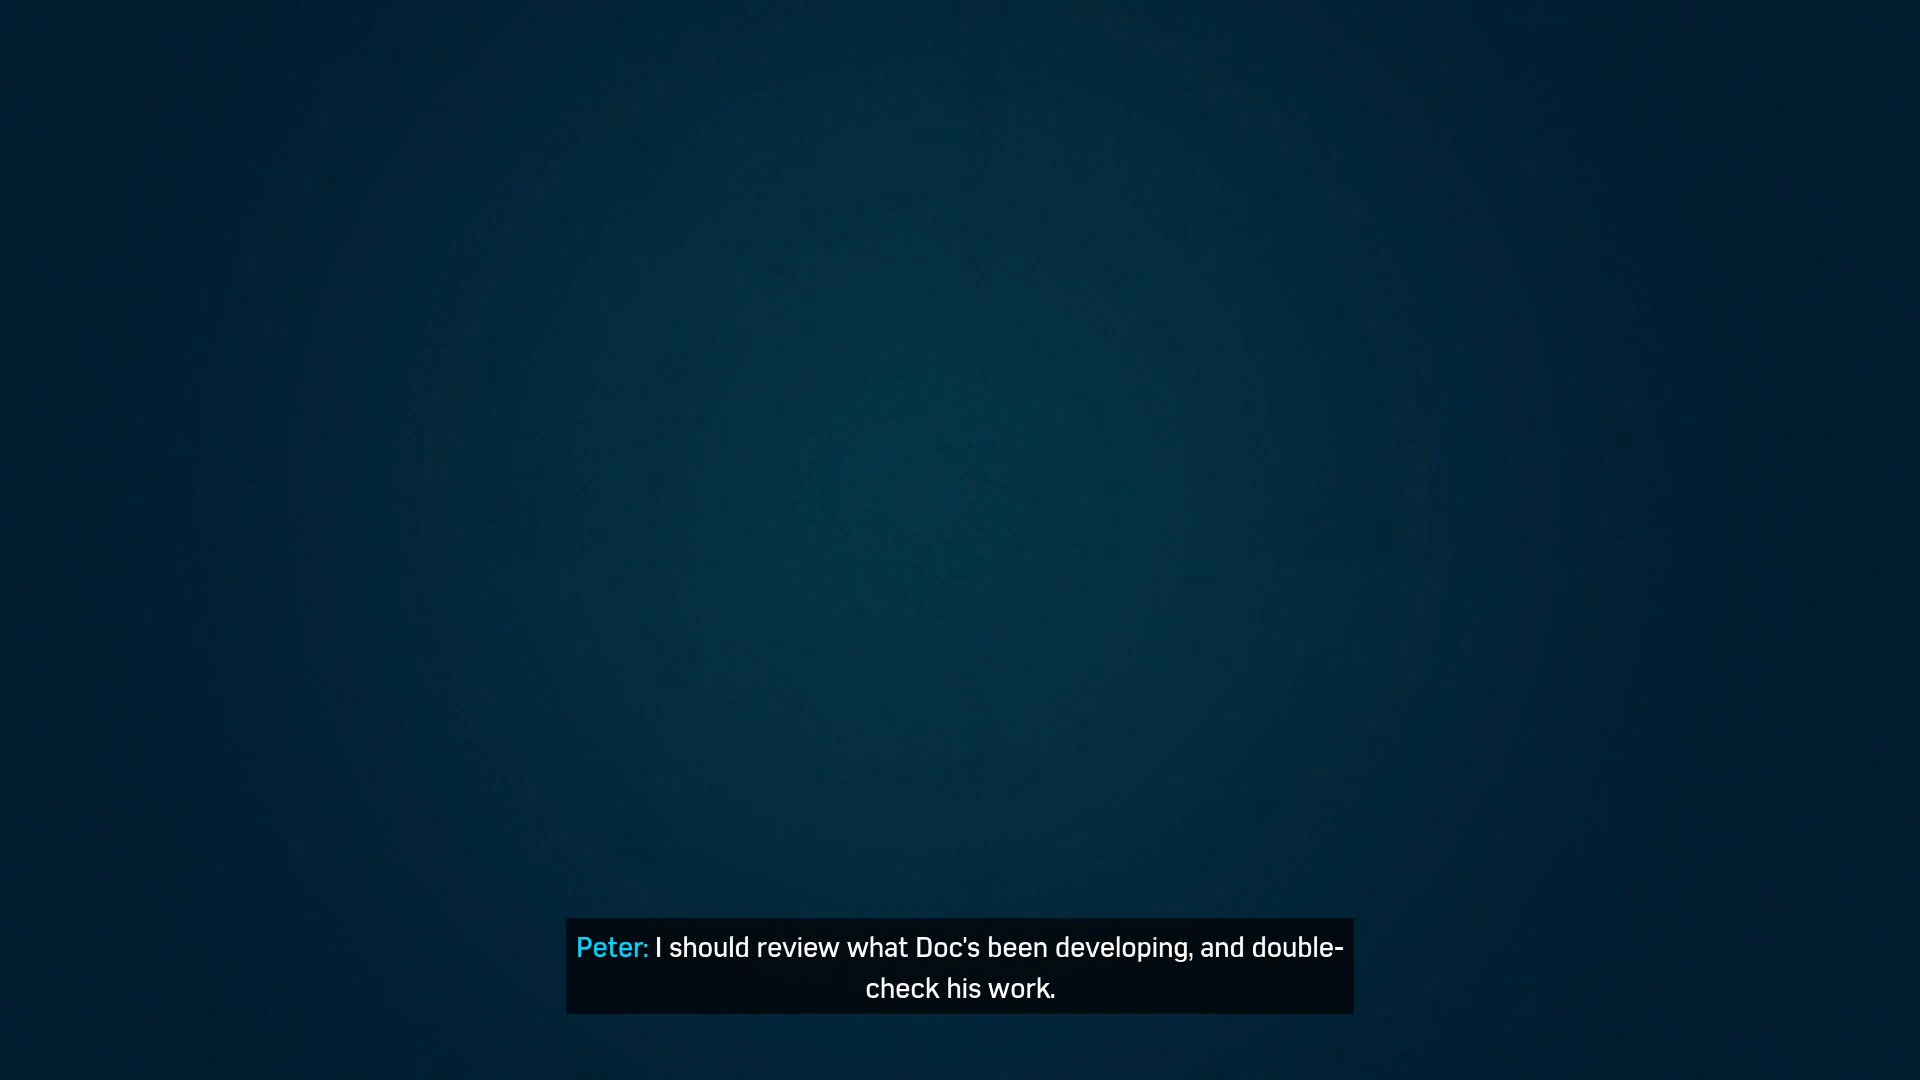 Peter: I should review what Doc's been developing, and double-
check his work.